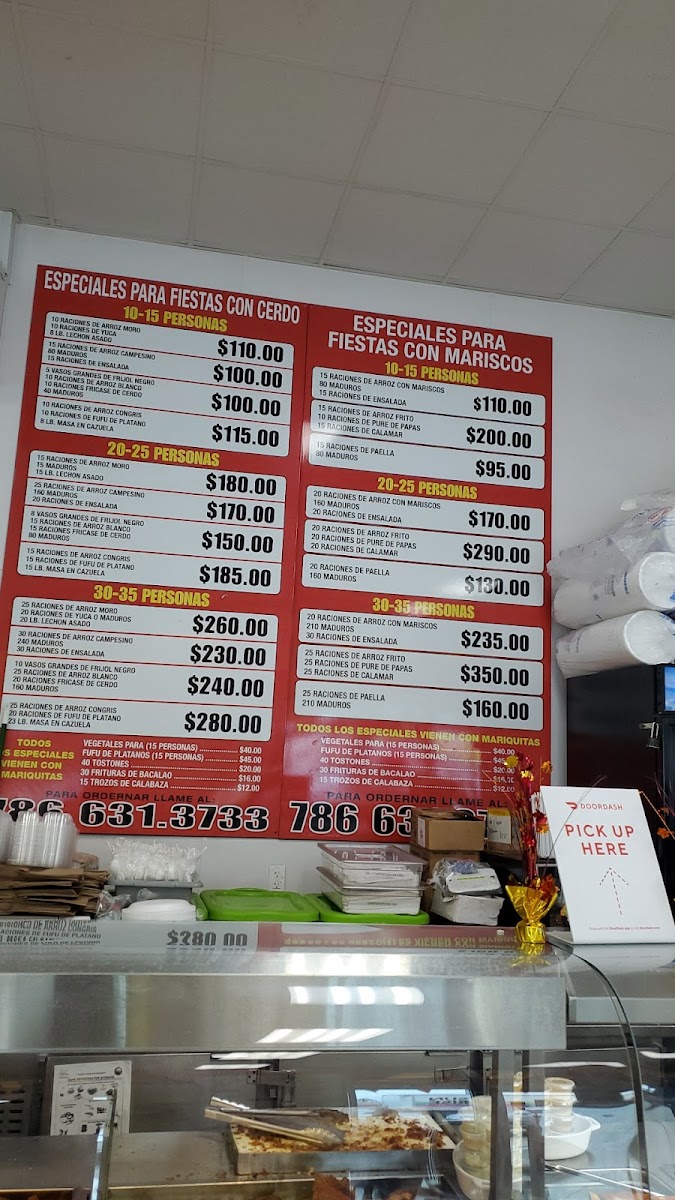 ESPECIALES PARA FIESTAS CON CERDO
10-15 PERSONAS
10 RACIONES DE ARROZ MORO
10 RACIONES DE YUCA
8 LB. LECHON ASADO
$110.00
15 RACIONES DE ARROZ CAMPESINO
80 MADUROS
15 RACIONES DE ENSALADA
$100.00
5 VASOS GRANDES DE FRIJOL NEGRO
10 RACIONES DE ARROZ BLANCO
10 RACIONES FRICASE DE CERDO
40 MADUROS
$100.00
10 RACIONES DE ARROZ CONGRIS
10 RACIONES DE FUFU DE PLATANO
8 LB. MASA EN CAZUELA
$115.00
20-25 PERSONAS
15 RACIONES DE ARROZ MORO
15 MADUROS
15 LB. LECHON ASADO
$180.00
25 RACIONES DE ARROZ CAMPESINO
160 MADUROS
20 RACIONES DE ENSALADA
$170.00
8 VASOS GRANDES DE FRIJOL NEGRO
15 RACIONES DE ARROZ BLANCO
15 RACIONES FRICASE DE CERDO
80 MADUROS
$150.00
15 RACIONES DE ARROZ CONGRIS
15 RACIONES DE FUFU DE PLATANO
15 LB. MASA EN CAZUELA
$185.00
30-35 PERSONAS
25 RACIONES DE ARROZ MORO
20 RACIONES DE YUCA O MADUROS
20 LB. LECHON ASADO
$260.00
30 RACIONES DE ARROZ CAMPESINO
240 MADUROS
30 RACIONES DE ENSALADA
$230.00
10 VASOS GRANDES DE FRIJOL NEGRO
25 RACIONES DE ARROZ BLANCO
20 RACIONES FRICASE DE CERDO
160 MADUROS
$240.00
25 RACIONES DE ARROZ CONGRIS
20 RACIONES DE FUFU DE PLATANO
23 LB. MASA EN CAZUELA
$280.00
TODOS
OS ESPECIALES
VIENEN CON
MARIQUITAS
VEGETALES PARA (15 PERSONAS) $40.00
FUFU DE PLATANOS (15 PERSONAS) $45.00
40 TOSTONES $20.00
30 FRITURAS DE BACALAO $16.00
15 TROZOS DE CALABAZA $12.00
PARA ORDERNAR LLAME AL:
786 631.3733
ESPECIALES PARA
FIESTAS CON MARISCOS
10-15 PERSONAS
15 RACIONES DE ARROZ CON MARISCOS
80 MADUROS
15 RACIONES DE ENSALADA
$110.00
15 RACIONES DE ARROZ FRITO
10 RACIONES DE PURE DE PAPAS
15 RACIONES DE CALAMAR
$200.00
15 RACIONES DE PAELLA
80 MADUROS
$95.00
20-25 PERSONAS
20 RACIONES DE ARROZ CON MARISCOS
160 MADUROS
20 RACIONES DE ENSALADA
$170.00
20 RACIONES DE ARROZ FRITO
20 RACIONES DE PURE DE PAPAS
20 RACIONES DE CALAMAR
$290.00
20 RACIONES DE PAELLA
160 MADUROS
$130.00
30-35 PERSONAS
20 RACIONES DE ARROZ CON MARISCOS
210 MADUROS
30 RACIONES DE ENSALADA
$235.00
25 RACIONES DE ARROZ FRITO
25 RACIONES DE PURE DE PAPAS
25 RACIONES DE CALAMAR
$350.00
25 RACIONES DE PAELLA
210 MADUROS
$160.00
TODOS LOS ESPECIALES VIENEN CON MARIQUITAS
VEGETALES PARA (15 PERSONAS) $40.00
FUFU DE PLATANOS (15 PERSONAS)
40 TOSTONES $20.00
30 FRITURAS DE BACALAO $16.00
15 TROZOS DE CALABAZA $12.00
PARA ORDERNAR LLAME AL:
786 63
DOORDASH
PICK UP
HERE